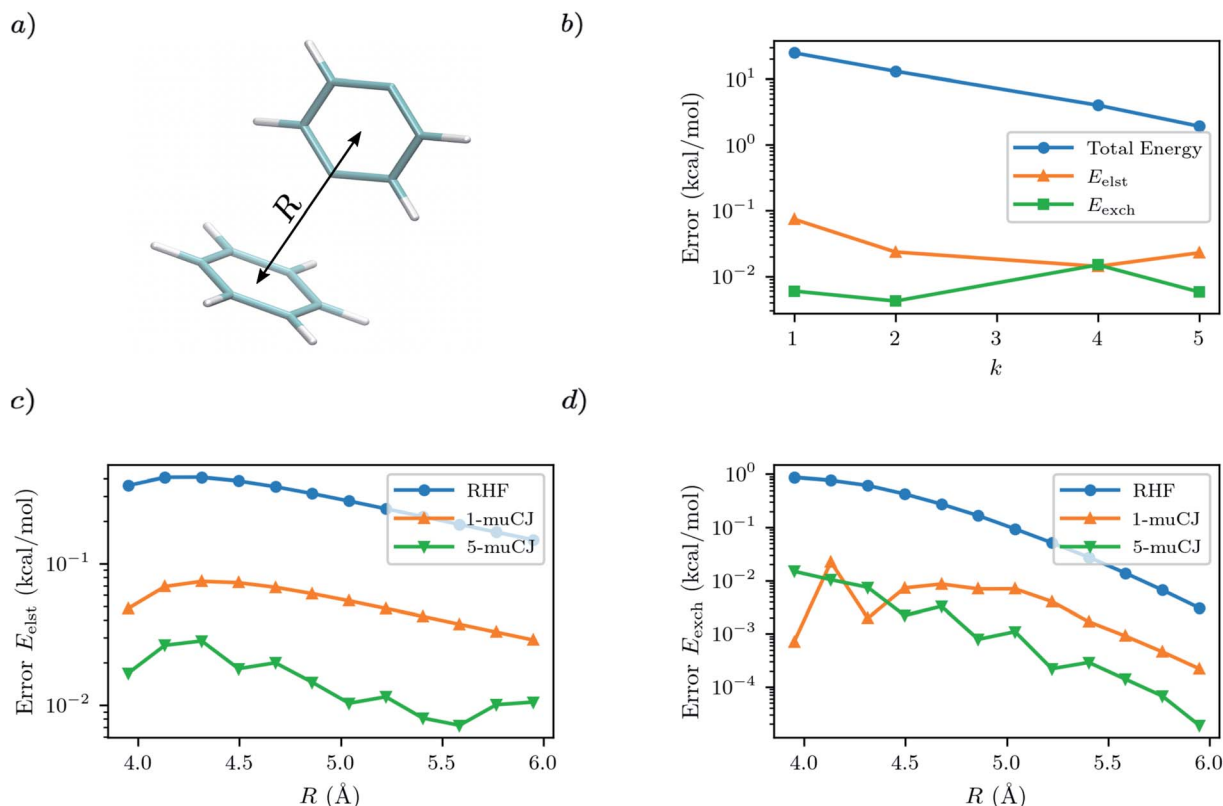 a)
R
b)
Error (kcal/mol)
10^1
10^0
10^-1
10^-2
Total Energy
E_elst
E_exch
1
2
3
4
5
k
c)
Error E_elst (kcal/mol)
10^-1
10^-2
RHF
1-muCJ
5-muCJ
4.0
4.5
5.0
5.5
6.0
R (Å)
d)
Error E_exch (kcal/mol)
10^0
10^-1
10^-2
10^-3
10^-4
RHF
1-muCJ
5-muCJ
4.0
4.5
5.0
5.5
6.0
R (Å)